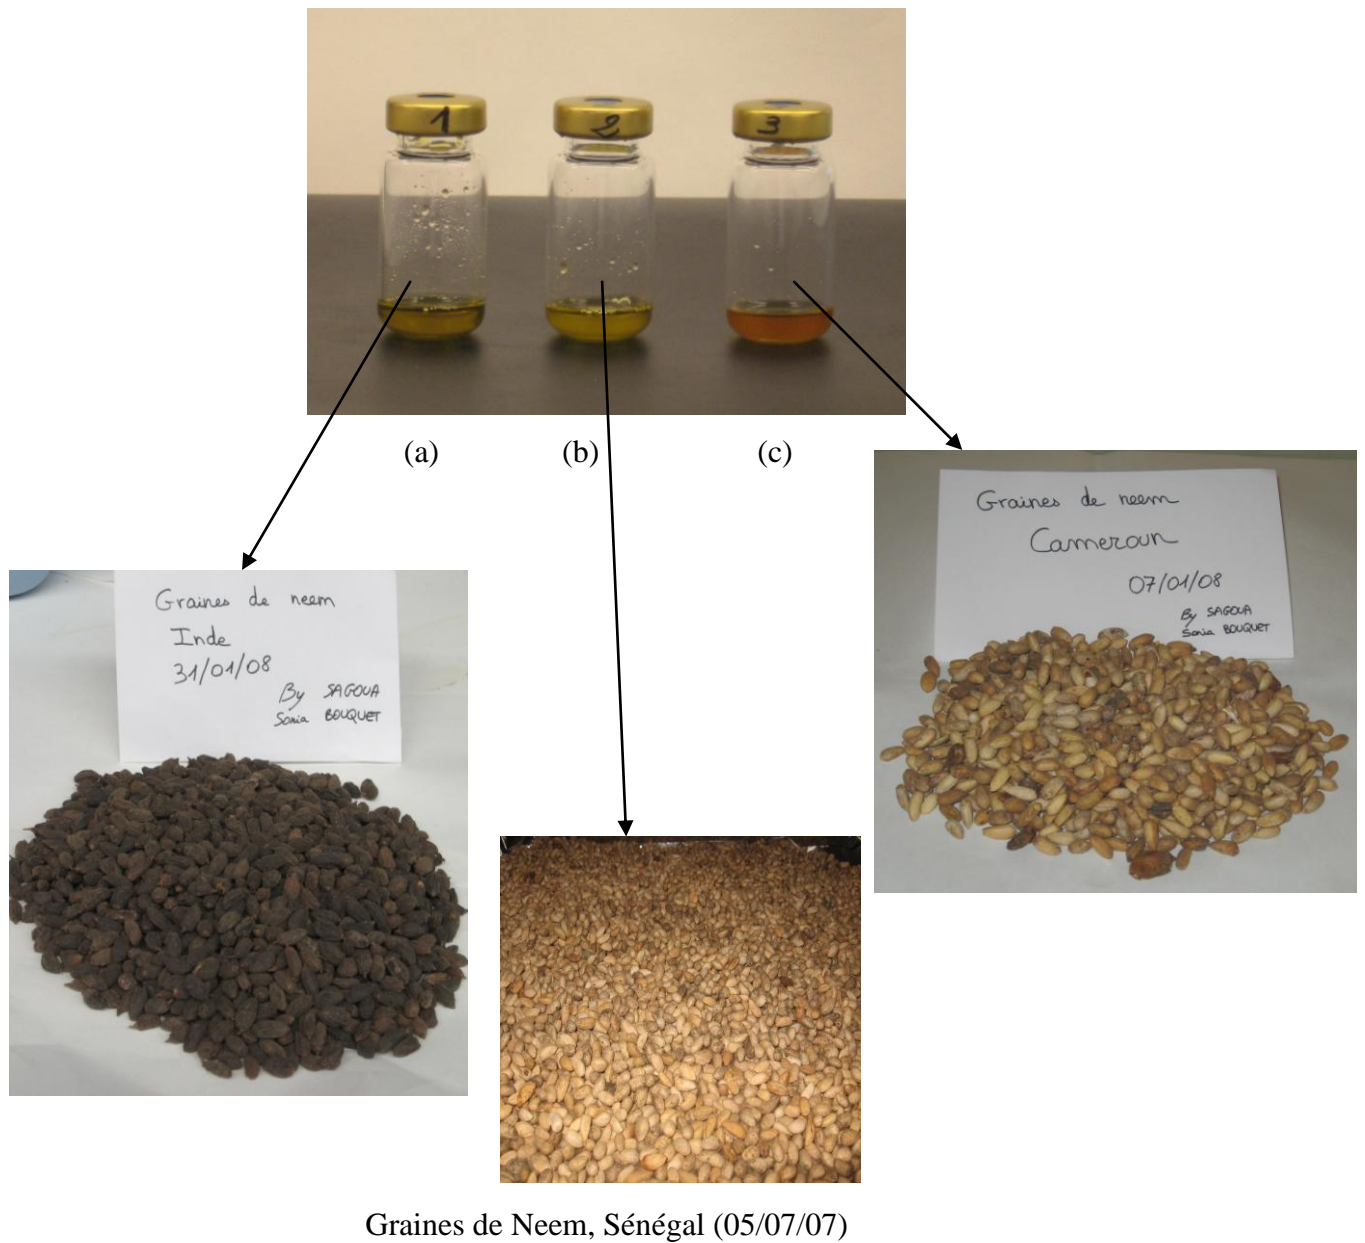 1 2 3
(a) (b) (c)
Graines de neem
Cameroun
07/01/08
By SAGOUA
Sonia BOUQUET
Graines de neem
Inde
31/01/08
By SAGOUA
Sonia BOUQUET
Graines de Neem, Sénégal (05/07/07)